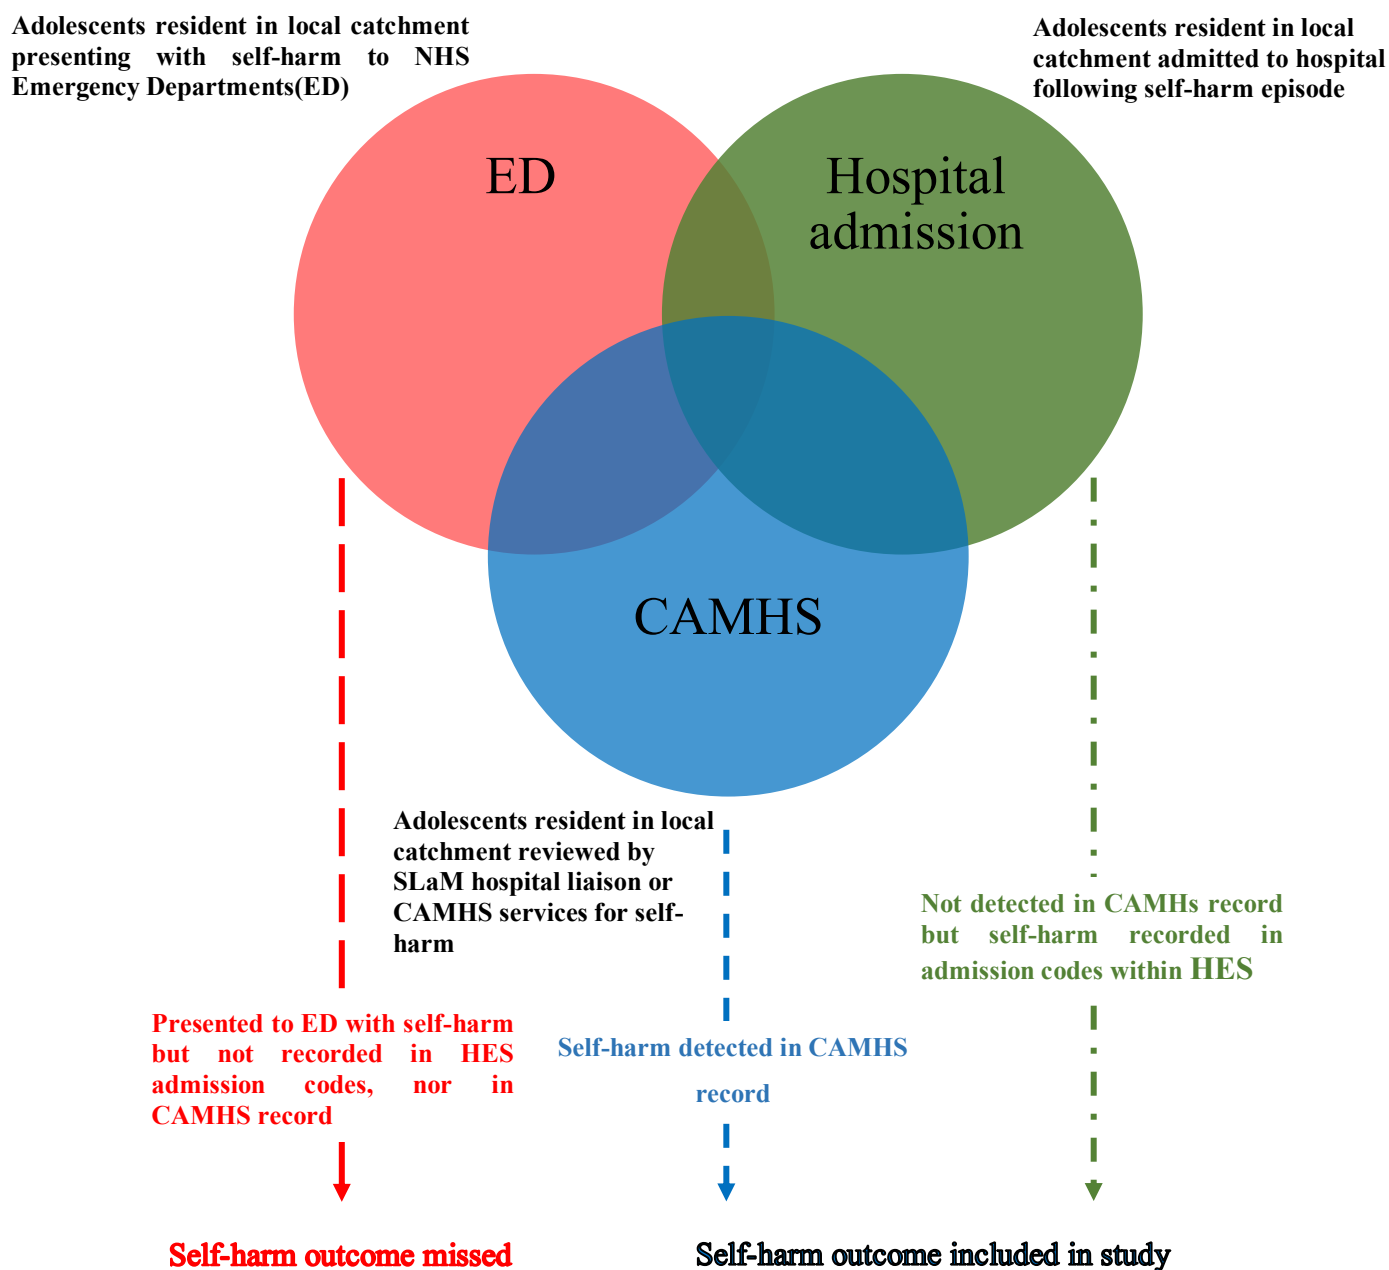 Adolescents resident in local catchment
presenting with self-harm to NHS
Emergency Departments(ED)
Adolescents resident in local
catchment admitted to hospital
following self-harm episode
ED
Hospital
admission
CAMHS
Adolescents resident in local
catchment reviewed by
SLaM hospital liaison or
CAMHS services for self-
harm
Not detected in CAMHs record
but self-harm recorded in
admission codes within HES
Presented to ED with self-harm
but not recorded in HES
admission codes, nor in
CAMHS record
Self-harm detected in CAMHS
record
Self-harm outcome missed
Self-harm outcome included in study